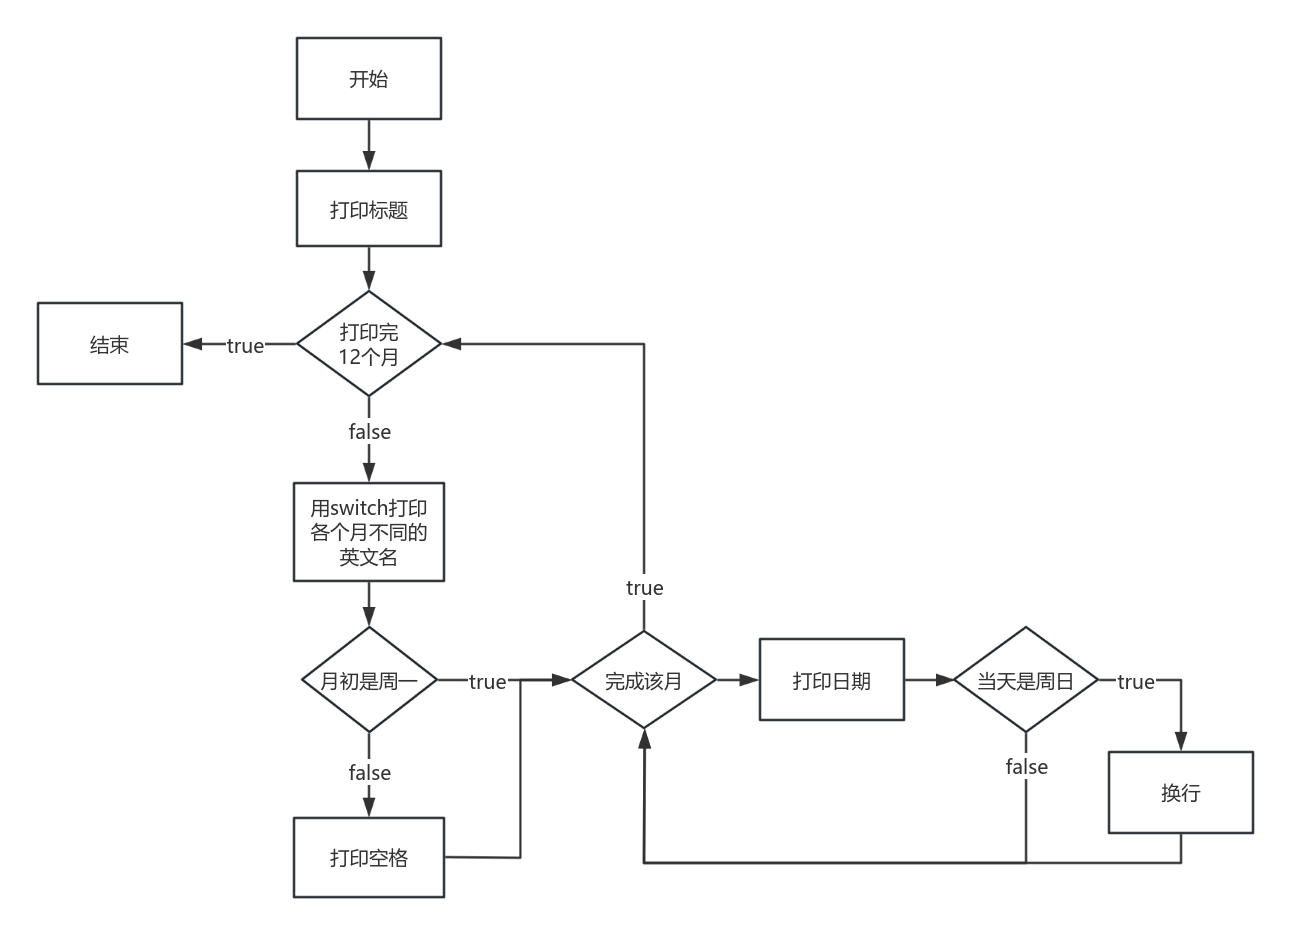 开始
打印标题
打印完
12个月
true
结束
false
用switch打印
各个月不同的
英文名
月初是周一
true
false
打印空格
完成该月
true
打印日期
当天是周日
true
false
换行